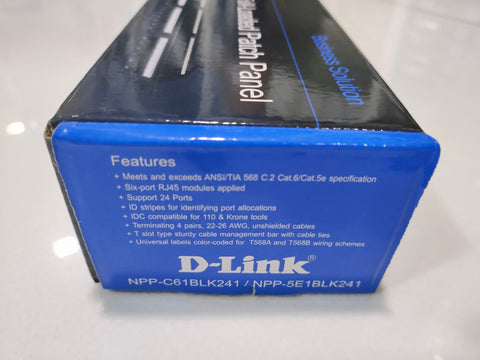 Patch Panel
Business Solution
Features
+ Meets and exceeds ANSI/TIA 568 C.2 Cat.6/Cat.5e specification
+ Six-port RJ45 modules applied
+ Support 24 Ports
+ ID stripes for identifying port allocations
+ IDC compatible for 110 & Krone tools
+ Terminating 4 pairs, 22-26 AWG, unshielded cables
+ T slot type sturdy cable management bar with cable ties
+ Universal labels color-coded for T568A and T568B wiring schemes
D-Link®
NPP-C61BLK241 / NPP-5E1BLK241